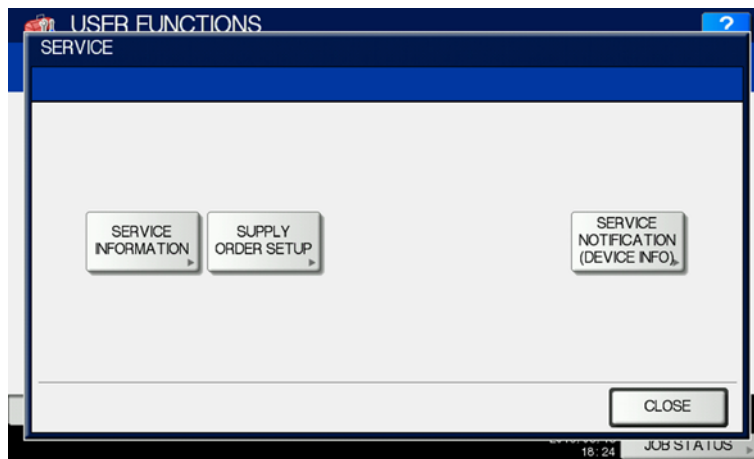 USER FUNCTIONS
?
SERVICE
SERVICE
INFORMATION
SUPPLY
ORDER SETUP
SERVICE
NOTIFICATION
(DEVICE INFO)
CLOSE
18:24
JOB STATUS